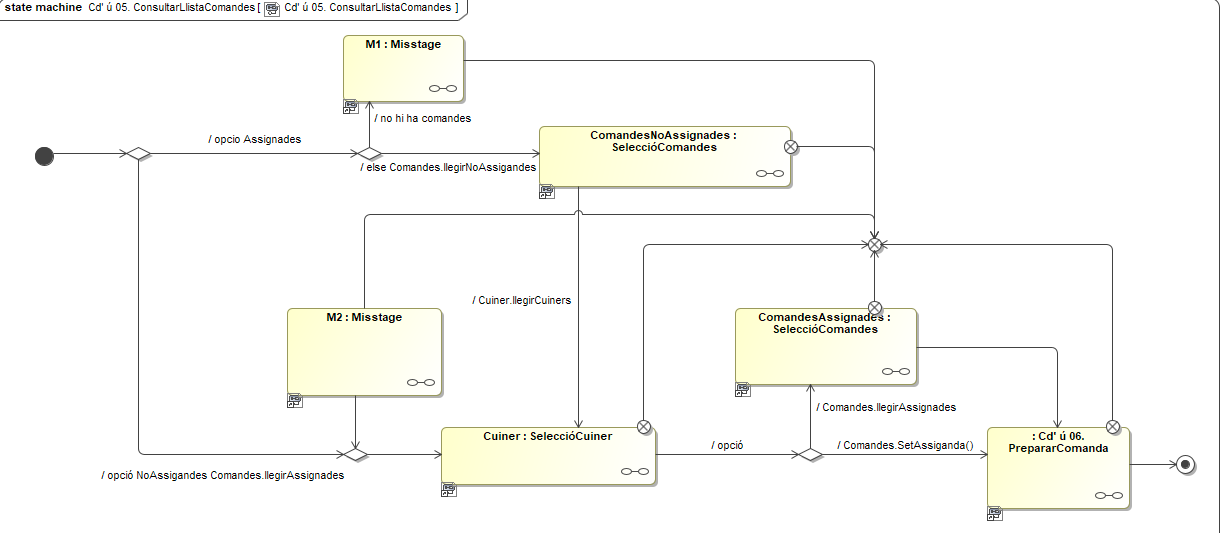 state machine Cd' ú 05. ConsultarLlistaComandes [ Cd' ú 05. ConsultarLlistaComandes ]
M1 : Misstage
/ no hi ha comandes
/ opcio Assignades
ComandesNoAssignades :
SeleccióComandes
/ else Comandes.llegirNoAssigandes
/ Cuiner.llegirCuiners
M2 : Misstage
ComandesAssignades :
SeleccióComandes
/ Comandes.llegirAssignades
Cuiner : SeleccióCuiner
/ opció
/ Comandes.SetAssiganda()
: Cd' ú 06.
PrepararComanda
/ opció NoAssigandes Comandes.llegirAssignades